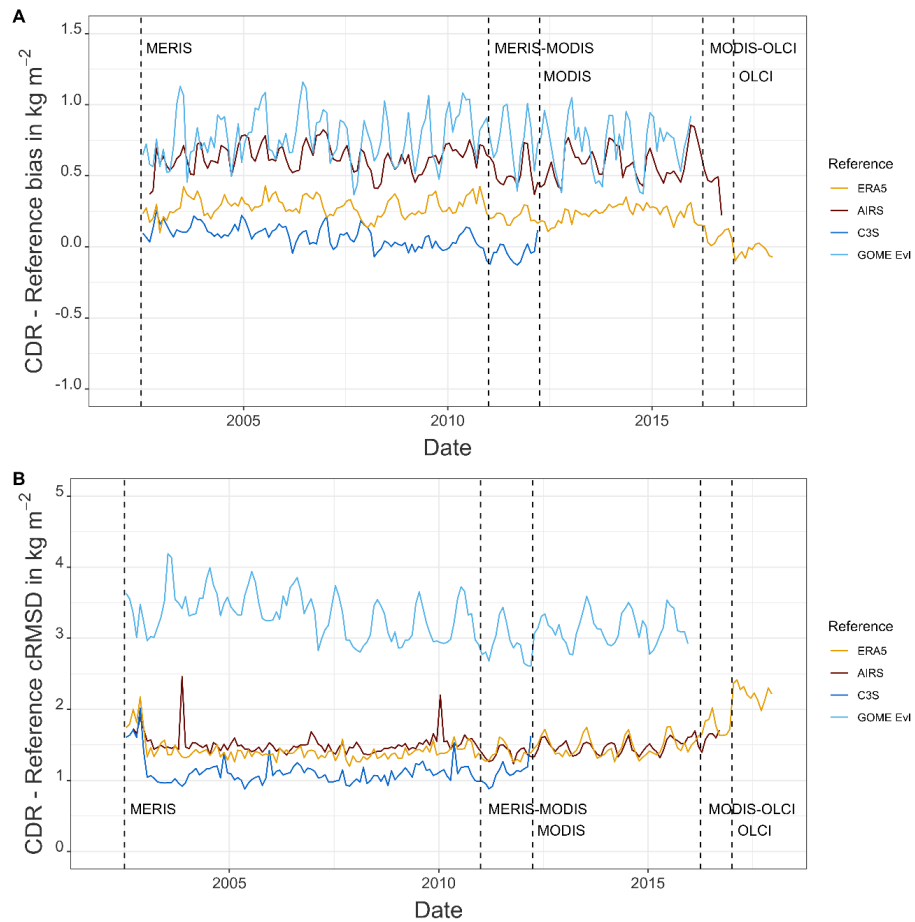 A
CDR - Reference bias in kg m⁻²
1.5
1.0
0.5
0.0
-0.5
-1.0
MERIS
MERIS-MODIS
MODIS
MODIS-OLCI
OLCI
2005
2010
2015
Date
Reference
ERA5
AIRS
C3S
GOME Evl
B
CDR - Reference cRMSD in kg m⁻²
5
4
3
2
1
0
MERIS
MERIS-MODIS
MODIS
MODIS-OLCI
OLCI
2005
2010
2015
Date
Reference
ERA5
AIRS
C3S
GOME Evl